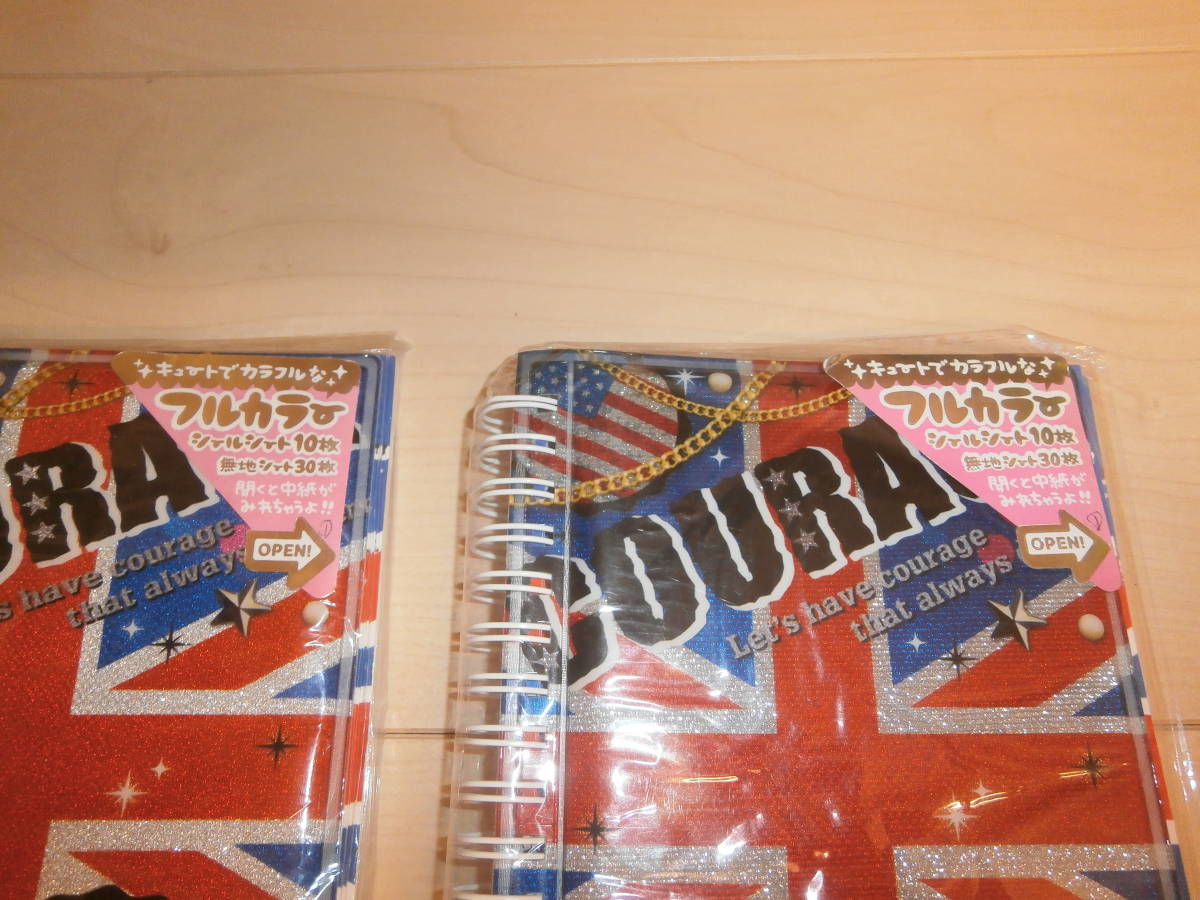 キュートでカラフルな
フルカラー
シールシート10枚
無地シート30枚
開くと中紙が
みれちゃうよ!!
OPEN!
URA
s have courage
that always
キュートでカラフルな
フルカラー
シールシート10枚
無地シート30枚
開くと中紙が
みれちゃうよ!!
OPEN!
COURA
Let's have courage
that always